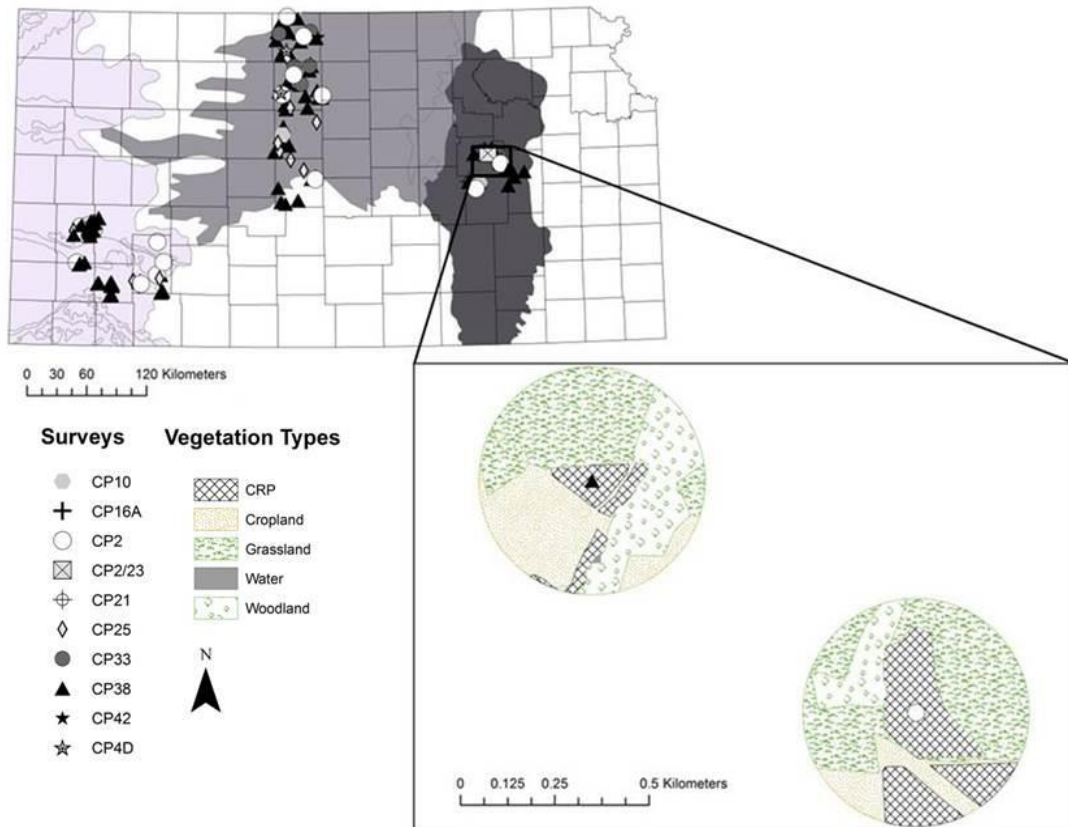 0 30 60 120 Kilometers
Surveys
CP10
CP16A
CP2
CP2/23
CP21
CP25
CP33
CP38
CP42
CP4D
Vegetation Types
CRP
Cropland
Grassland
Water
Woodland
N
0 0.125 0.25 0.5 Kilometers